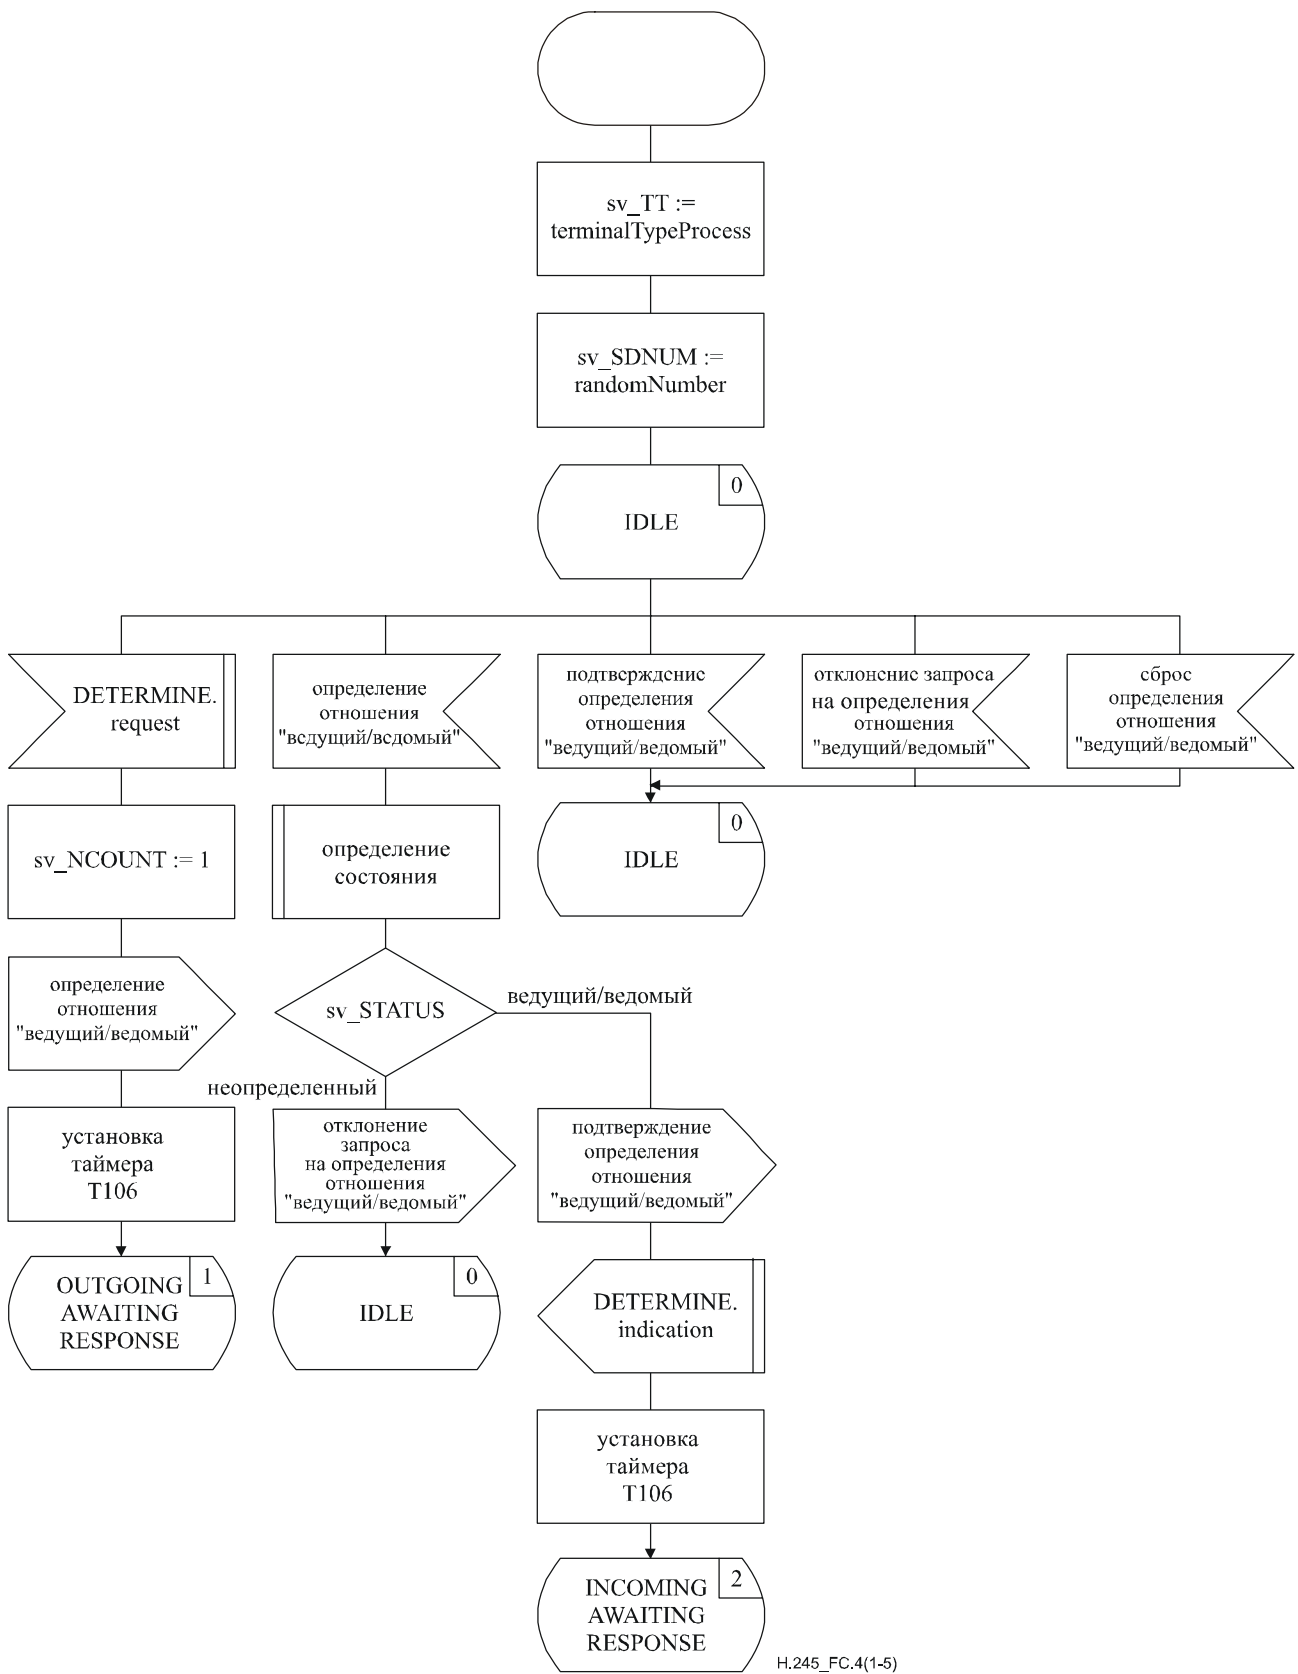 sv_TT :=
terminalTypeProcess
sv_SDNUM :=
randomNumber
0
IDLE
DETERMINE.
request
определение
отношения
"ведущий/ведомый"
подтверждение
определения
отношения
"ведущий/ведомый"
отклонение запроса
на определения
отношения
"ведущий/ведомый"
сброс
определения
отношения
"ведущий/ведомый"
sv_NCOUNT := 1
определение
состояния
0
IDLE
определение
отношения
"ведущий/ведомый"
sv_STATUS
ведущий/ведомый
неопределенный
установка
таймера
T106
отклонение
запроса
на определения
отношения
"ведущий/ведомый"
подтверждение
определения
отношения
"ведущий/ведомый"
1
OUTGOING
AWAITING
RESPONSE
0
IDLE
DETERMINE.
indication
установка
таймера
T106
2
INCOMING
AWAITING
RESPONSE
H.245_FC.4(1-5)